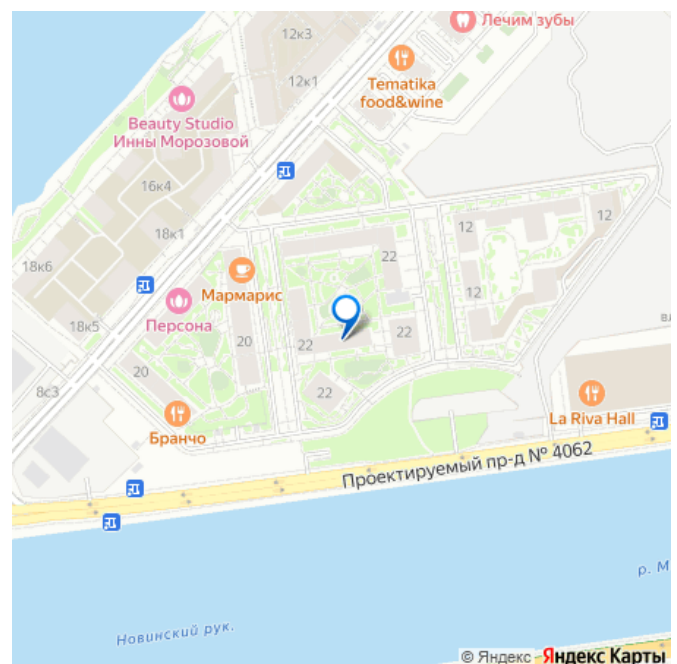 Лечим зубы
12к3
12к1
Tematika
food&wine
Beauty Studio
Инны Морозовой
16к4
18к1
18к6
12
12
22
Мармарис
12
Персона
18к5
22
20
22
20
8с3
22
La Riva Hall
Бранчо
Проектируемый пр-д № 4062
р. М
Новинский рук.
© Яндекс Яндекс Карты